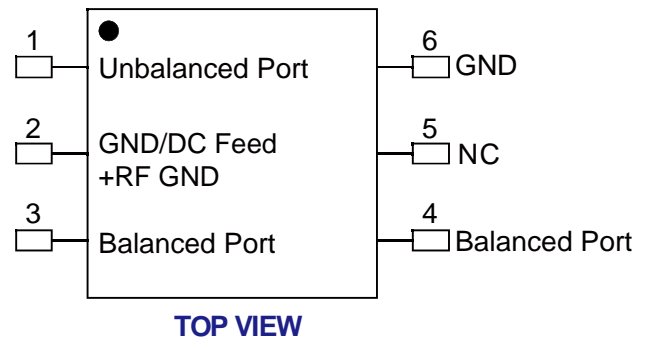 1
Unbalanced Port
6
GND
2
GND/DC Feed
+RF GND
5
NC
3
Balanced Port
4
Balanced Port
TOP VIEW